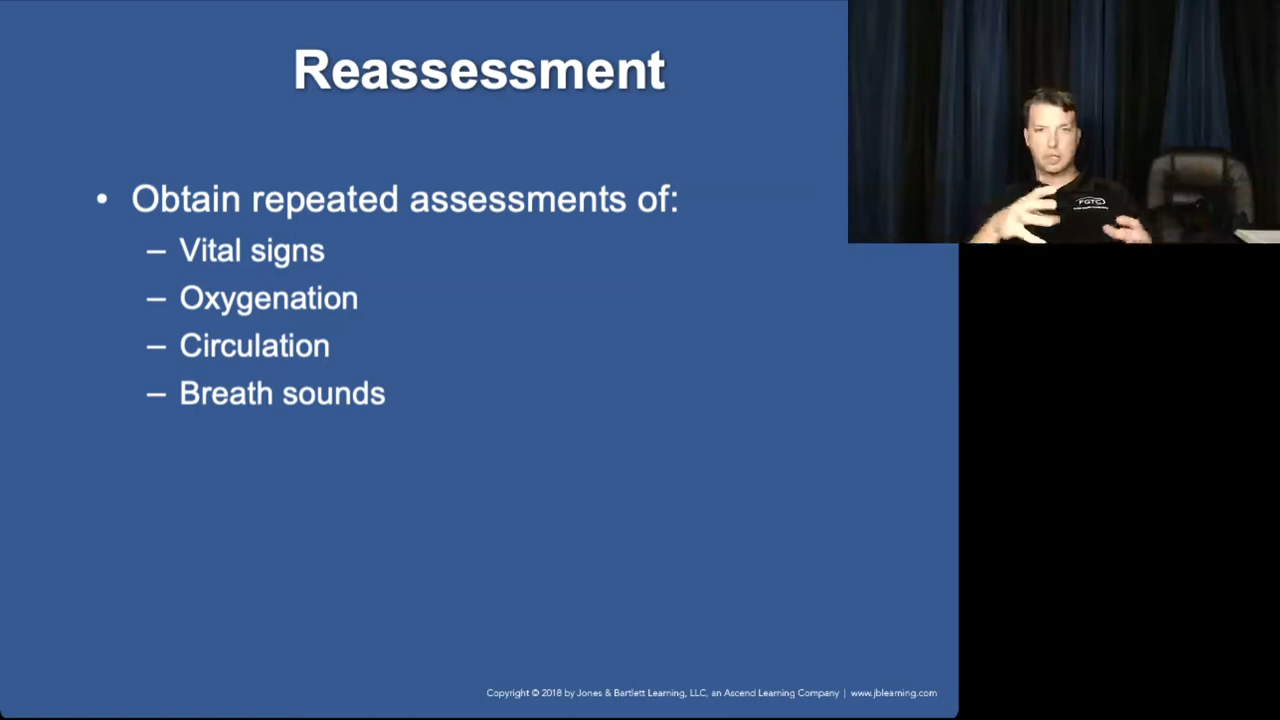 Reassessment
• Obtain repeated assessments of:
– Vital signs
– Oxygenation
– Circulation
– Breath sounds
FGTC
Copyright © 2018 by Jones & Bartlett Learning, LLC, an Ascend Learning Company | www.jblearning.com